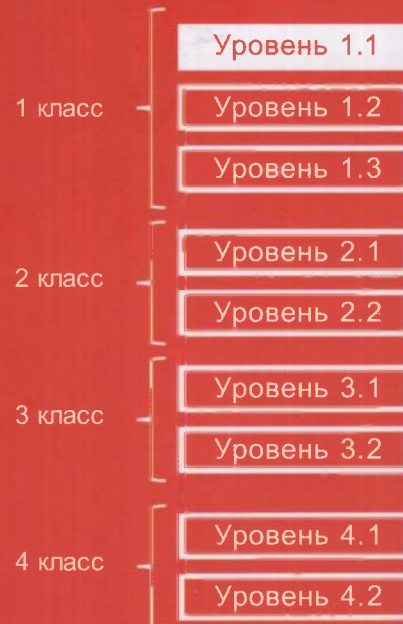 Уровень 1.1
1 класс
Уровень 1.2
Уровень 1.3
Уровень 2.1
2 класс
Уровень 2.2
Уровень 3.1
3 класс
Уровень 3.2
Уровень 4.1
4 класс
Уровень 4.2